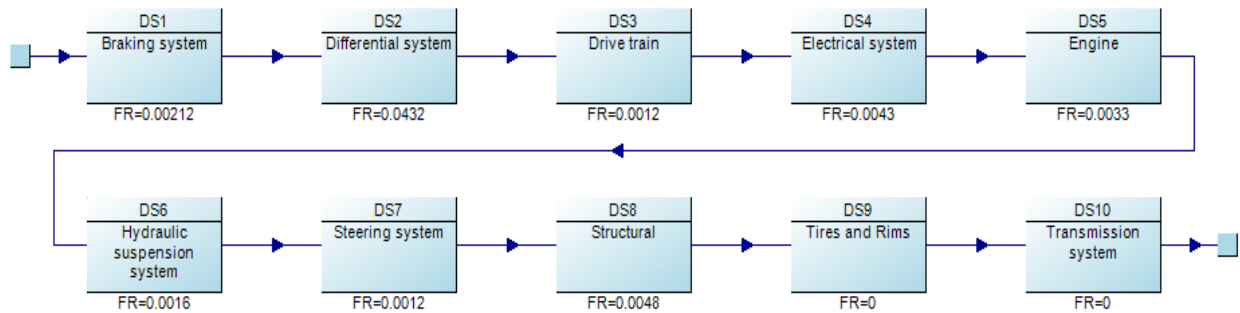 DS1
Braking system
FR=0.00212
DS2
Differential system
FR=0.0432
DS3
Drive train
FR=0.0012
DS4
Electrical system
FR=0.0043
DS5
Engine
FR=0.0033
DS6
Hydraulic
suspension
system
FR=0.0016
DS7
Steering system
FR=0.0012
DS8
Structural
FR=0.0048
DS9
Tires and Rims
FR=0
DS10
Transmission
system
FR=0